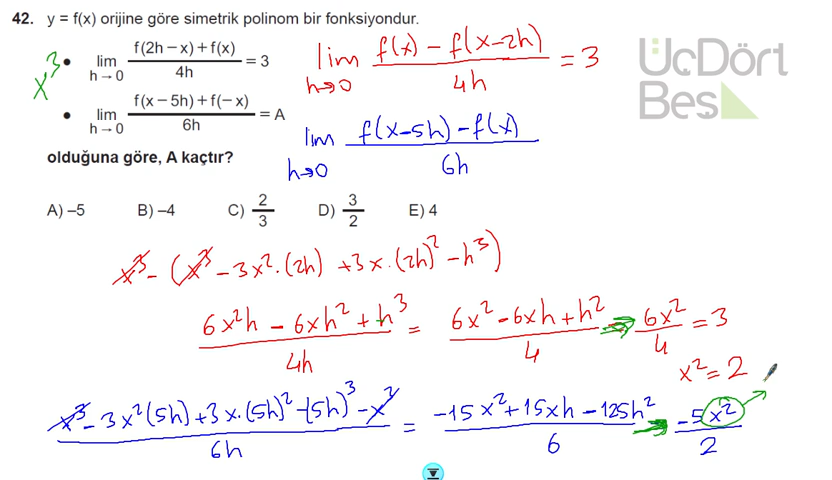 42. y = f(x) orijine göre simetrik polinom bir fonksiyondur.
x³
• lim h→0 f(2h – x) + f(x) / 4h = 3
lim h→0 f(x) – f(x–2h) / 4h = 3
ÜçDört
Beş
• lim h→0 f(x – 5h) + f(– x) / 6h = A
lim h→0 f(x–5h) – f(x) / 6h
olduğuna göre, A kaçtır?
A) –5 B) –4 C) 2/3 D) 3/2 E) 4
x³ – (x³ – 3x².(2h) + 3x.(2h)² – h³)
6x²h – 6xh² + h³ / 4h = 6x² – 6xh + h² / 4 → 6x² / 4 = 3
x² = 2
x³ – 3x²(5h) + 3x.(5h)² – (5h)³ – x³ / 6h = –15x² + 15xh – 125h² / 6 → –5x² / 2